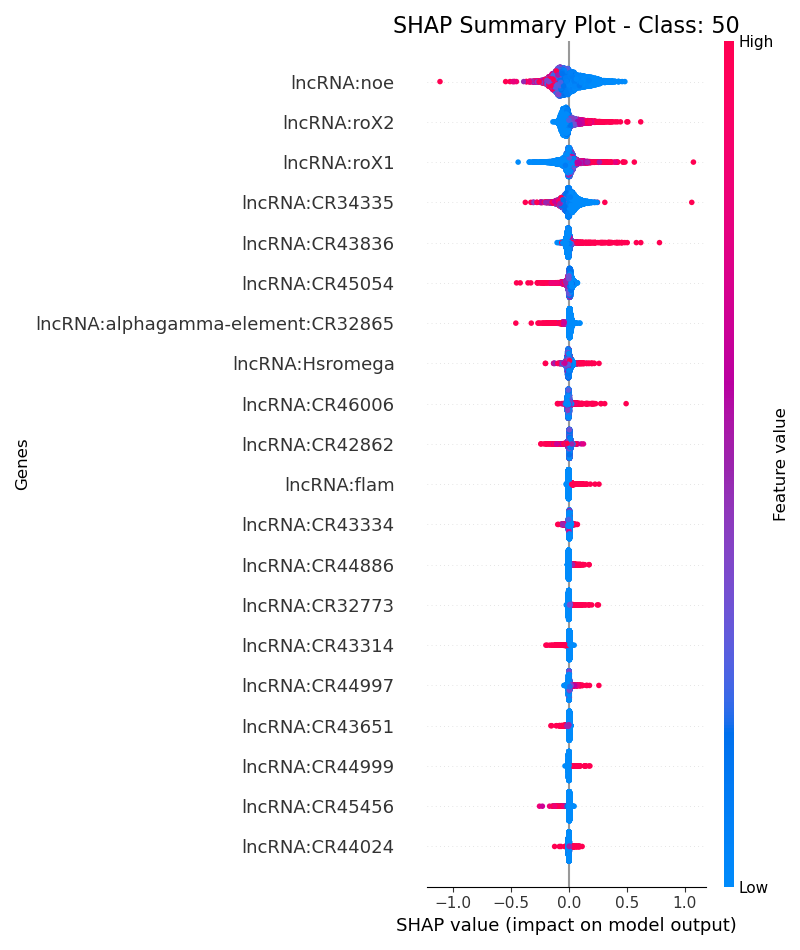 SHAP Summary Plot - Class: 50
High
lncRNA:noe
lncRNA:roX2
lncRNA:roX1
lncRNA:CR34335
lncRNA:CR43836
lncRNA:CR45054
lncRNA:alphagamma-element:CR32865
lncRNA:Hsromega
lncRNA:CR46006
lncRNA:CR42862
lncRNA:flam
lncRNA:CR43334
lncRNA:CR44886
lncRNA:CR32773
lncRNA:CR43314
lncRNA:CR44997
lncRNA:CR43651
lncRNA:CR44999
lncRNA:CR45456
lncRNA:CR44024
Genes
Feature value
Low
−1.0 −0.5 0.0 0.5 1.0
SHAP value (impact on model output)